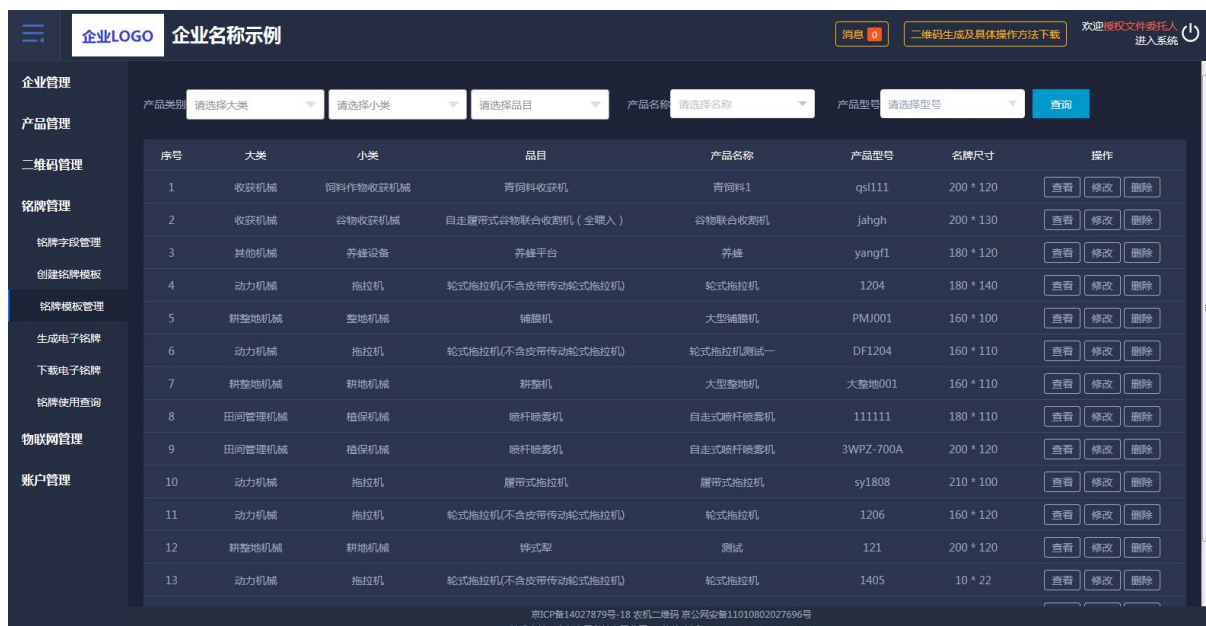 企业LOGO 企业名称示例 消息 0 二维码生成及具体操作方法下载 欢迎授权文件委托人
进入系统
企业管理
产品管理
二维码管理
铭牌管理
铭牌字段管理
创建铭牌模板
铭牌模板管理
生成电子铭牌
下载电子铭牌
铭牌使用查询
物联网管理
账户管理
产品类别 请选择大类 请选择小类 请选择品目 产品名称 请选择名称 产品型号 请选择型号 查询
序号 大类 小类 品目 产品名称 产品型号 名牌尺寸 操作
1 收获机械 饲料作物收获机械 青饲料收获机 青饲料1 qsl111 200 * 120 查看 修改 删除
2 收获机械 谷物收获机械 自走履带式谷物联合收割机(全喂入) 谷物联合收割机 jahgh 200 * 130 查看 修改 删除
3 其他机械 养蜂设备 养蜂平台 养蜂 yangf1 180 * 120 查看 修改 删除
4 动力机械 拖拉机 轮式拖拉机(不含皮带传动轮式拖拉机) 轮式拖拉机 1204 180 * 140 查看 修改 删除
5 耕整地机械 整地机械 铺膜机 大型铺膜机 PMJ001 160 * 100 查看 修改 删除
6 动力机械 拖拉机 轮式拖拉机(不含皮带传动轮式拖拉机) 轮式拖拉机测试一 DF1204 160 * 110 查看 修改 删除
7 耕整地机械 耕地机械 耕整机 大型整地机 大整地001 160 * 110 查看 修改 删除
8 田间管理机械 植保机械 喷杆喷雾机 自走式喷杆喷雾机 111111 180 * 110 查看 修改 删除
9 田间管理机械 植保机械 喷杆喷雾机 自走式喷杆喷雾机 3WPZ-700A 200 * 120 查看 修改 删除
10 动力机械 拖拉机 履带式拖拉机 履带式拖拉机 sy1808 210 * 100 查看 修改 删除
11 动力机械 拖拉机 轮式拖拉机(不含皮带传动轮式拖拉机) 轮式拖拉机 1206 160 * 120 查看 修改 删除
12 耕整地机械 耕地机械 铧式犁 测试 121 200 * 120 查看 修改 删除
13 动力机械 拖拉机 轮式拖拉机(不含皮带传动轮式拖拉机) 轮式拖拉机 1405 10 * 22 查看 修改 删除
京ICP备14027879号-18 农机二维码 京公网安备11010802027696号